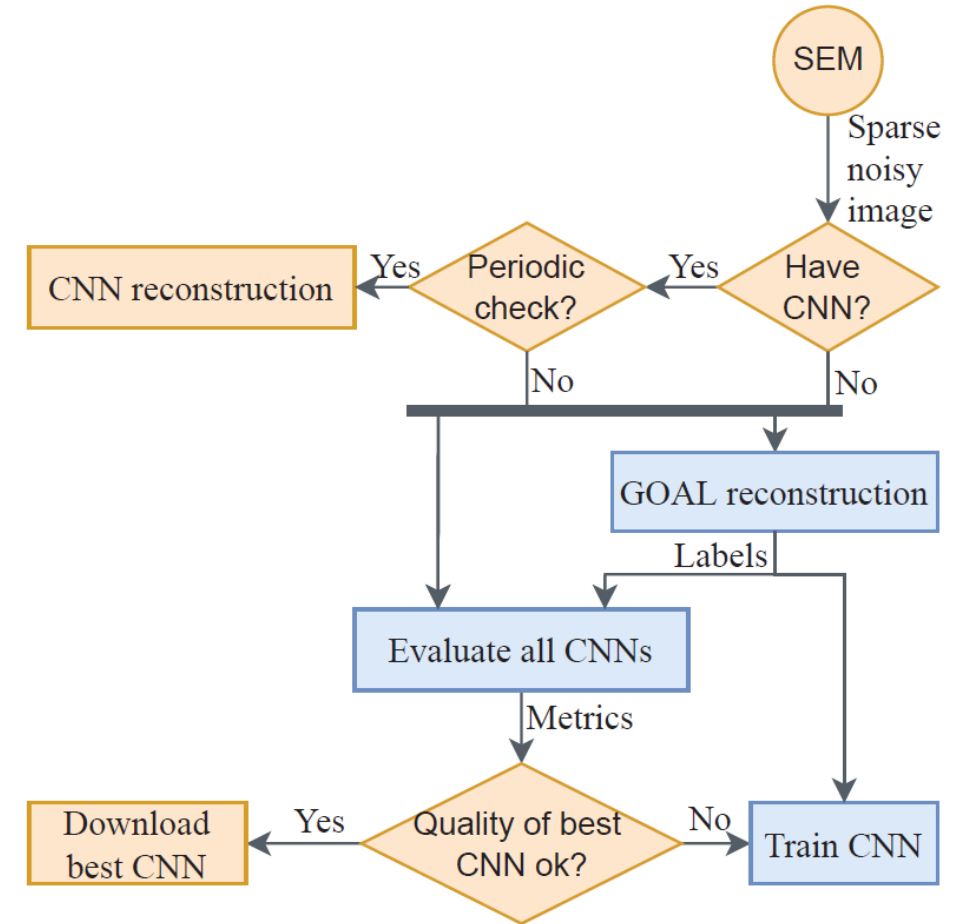 SEM
Sparse
noisy
image
CNN reconstruction
Yes
Periodic
check?
Yes
Have
CNN?
No
No
GOAL reconstruction
Labels
Evaluate all CNNs
Metrics
Download
best CNN
Yes
Quality of best
CNN ok?
No
Train CNN